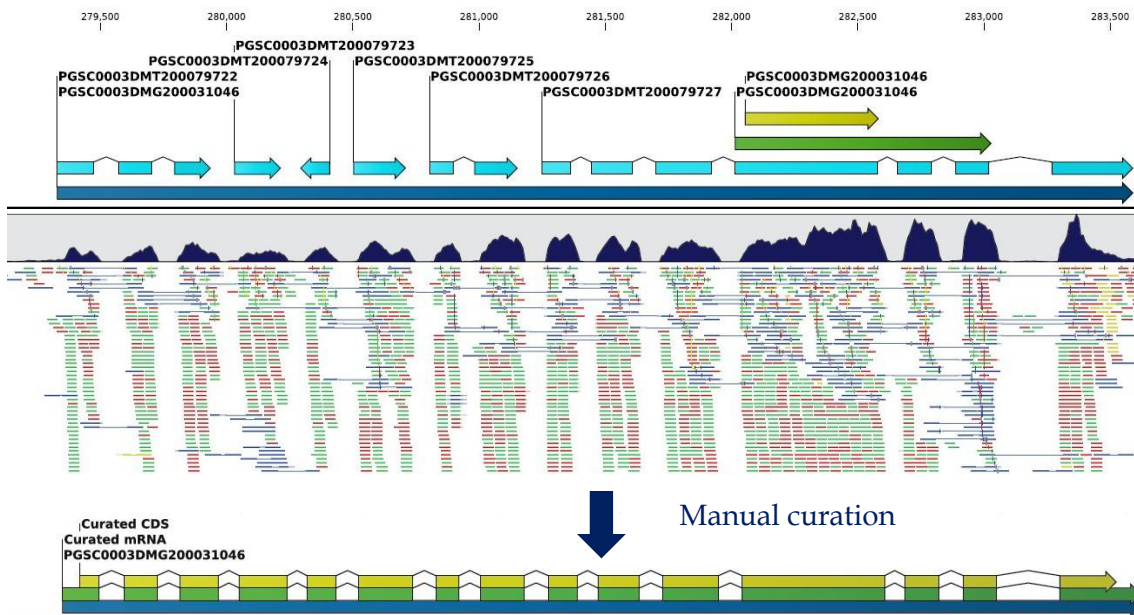 279,500 280,000 280,500 281,000 281,500 282,000 282,500 283,000 283,500
PGSC0003DMT200079723
PGSC0003DMT200079724 PGSC0003DMT200079725
PGSC0003DMT200079722 PGSC0003DMT200079726 PGSC0003DMG200031046
PGSC0003DMG200031046 PGSC0003DMT200079727 PGSC0003DMG200031046
Manual curation
Curated CDS
Curated mRNA
PGSC0003DMG200031046